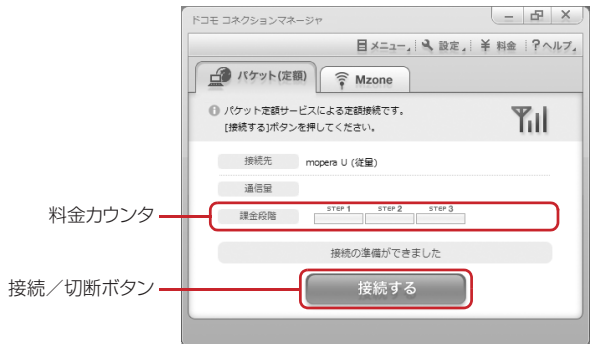 ドコモ コネクションマネージャ
メニュー 設定 ¥ 料金 ?ヘルプ
パケット(定額) Mzone
パケット定額サービスによる定額接続です。
[接続する]ボタンを押してください。
接続先 mopera U (従量)
通信量
料金カウンタ 課金段階 STEP 1 STEP 2 STEP 3
接続の準備ができました
接続/切断ボタン 接続する